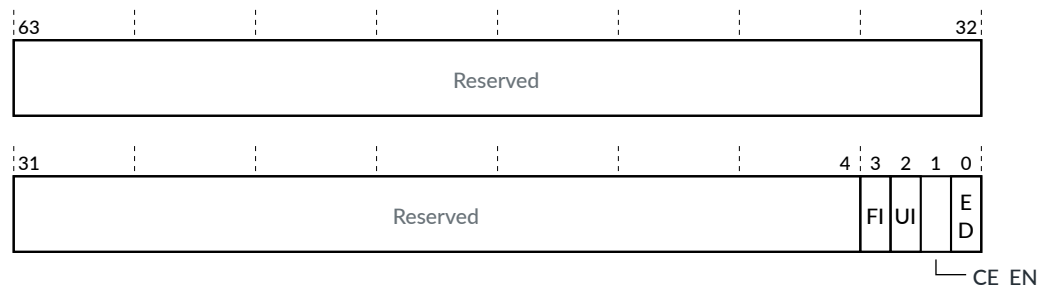 63 32
Reserved
31 4 3 2 1 0
Reserved FI UI E D
CE EN